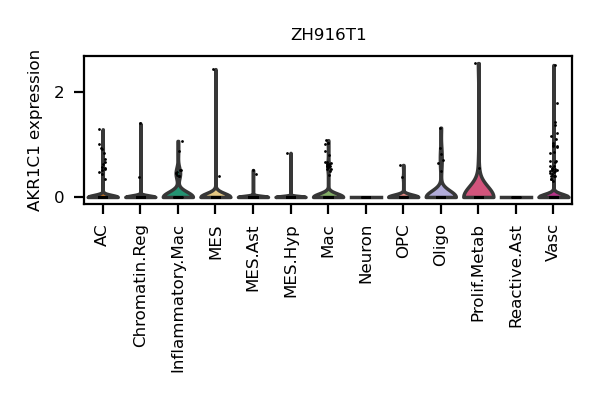 ZH916T1
AKR1C1 expression
2
0
AC
Chromatin.Reg
Inflammatory.Mac
MES
MES.Ast
MES.Hyp
Mac
Neuron
OPC
Oligo
Prolif.Metab
Reactive.Ast
Vasc